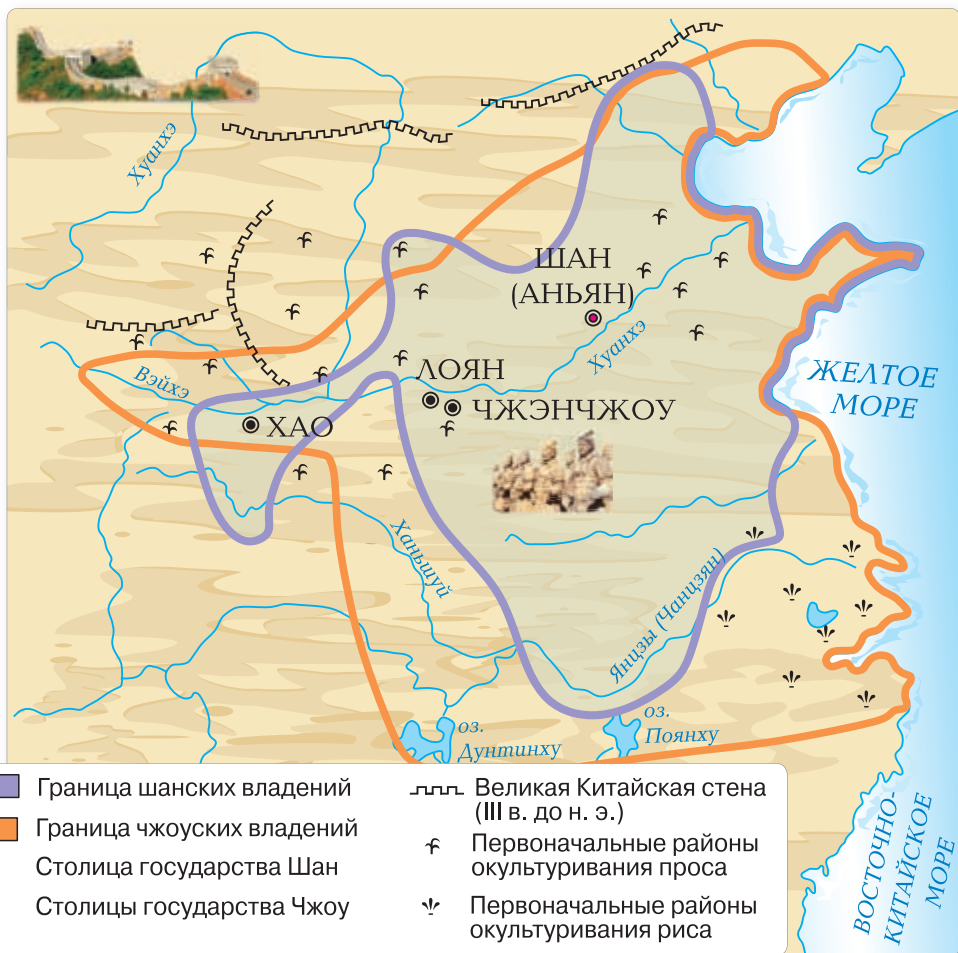 Хуанхэ
ШАН
(АНЬЯН)
Хуанхэ
ЛОЯН
ЧЖЭНЧЖОУ
Вэйхэ
ХАО
ЖЕЛТОЕ
МОРЕ
Ханьшуй
Янцзы (Чанцзян)
оз.
Дунтинху
оз.
Поянху
ВОСТОЧНО-
КИТАЙСКОЕ
МОРЕ
Граница шанских владений
Граница чжоуских владений
Столица государства Шан
Столицы государства Чжоу
Великая Китайская стена
(III в. до н. э.)
Первоначальные районы
окультуривания проса
Первоначальные районы
окультуривания риса